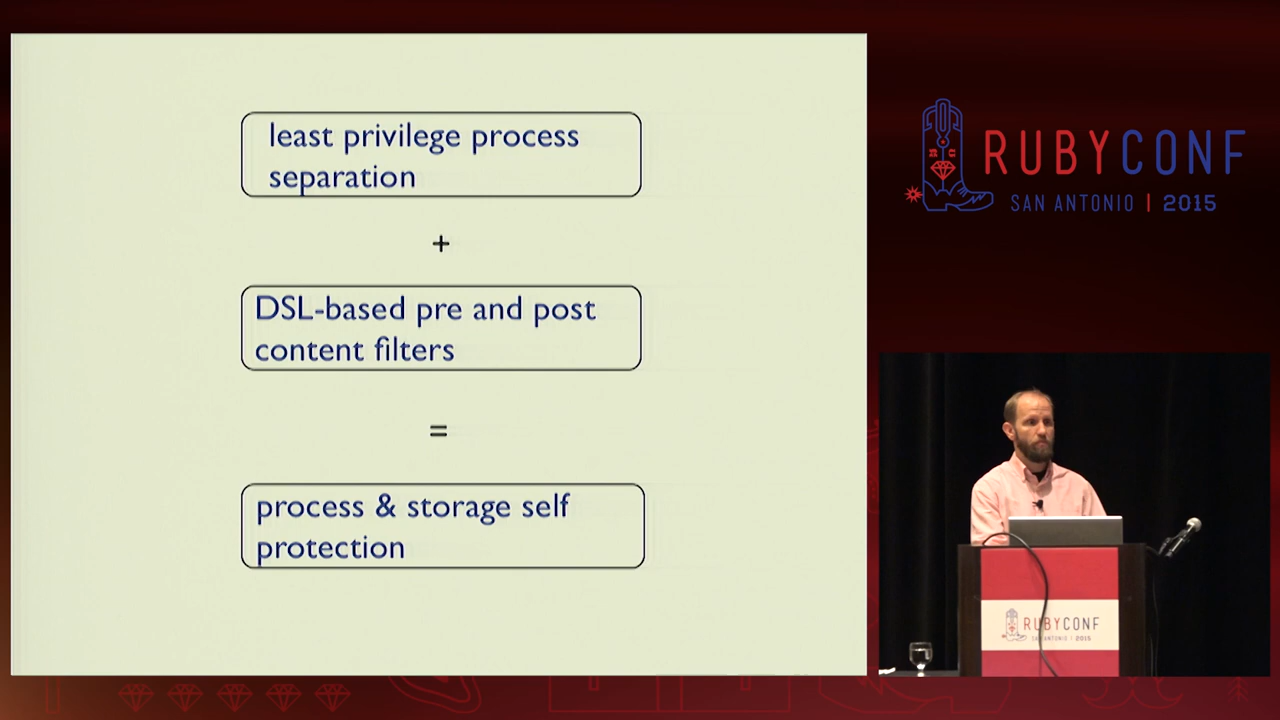 least privilege process
separation
+
DSL-based pre and post
content filters
=
process & storage self
protection
RUBYCONF
SAN ANTONIO | 2015
RUBYCONF
SAN ANTONIO | 2015